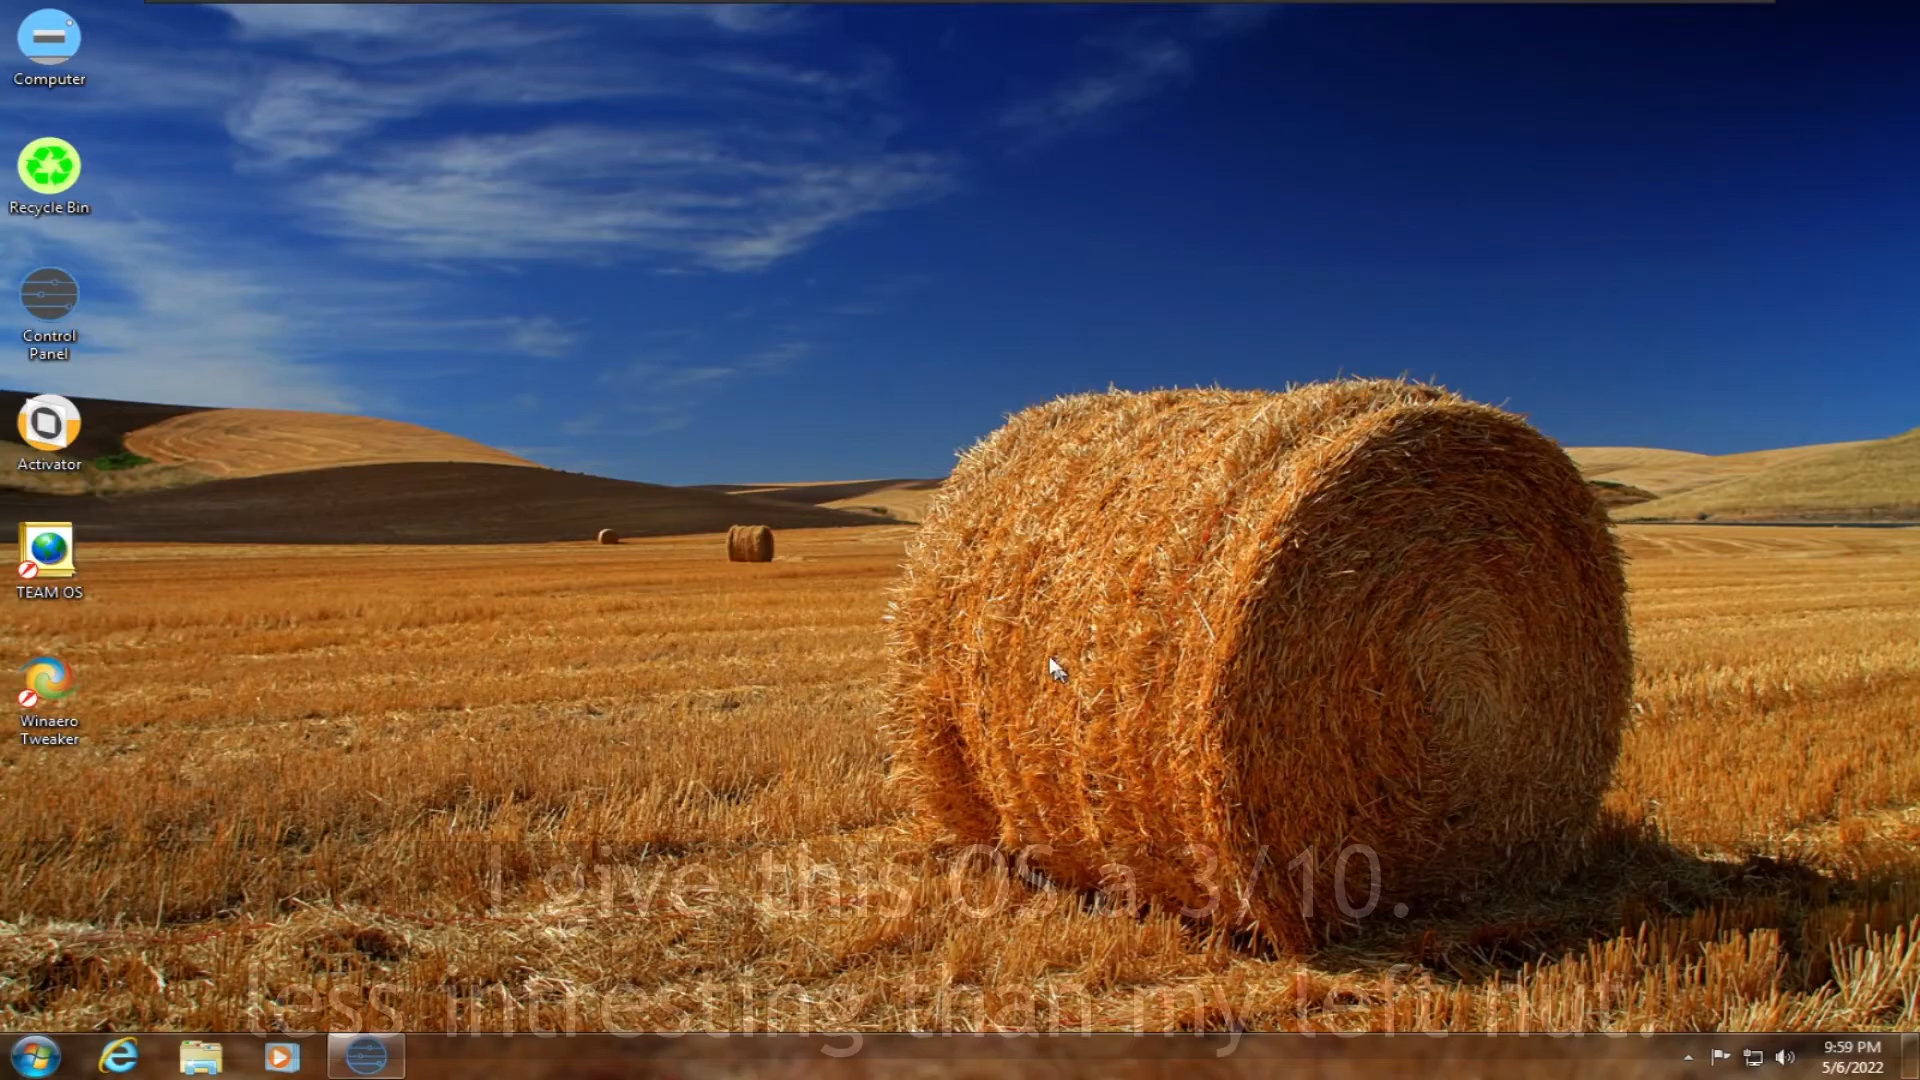 Computer
Recycle Bin
Control
Panel
Activator
TEAM OS
Winaero
Tweaker
I give this OS a 3/10.
less intresting than my left nut.
9:59 PM
5/6/2022